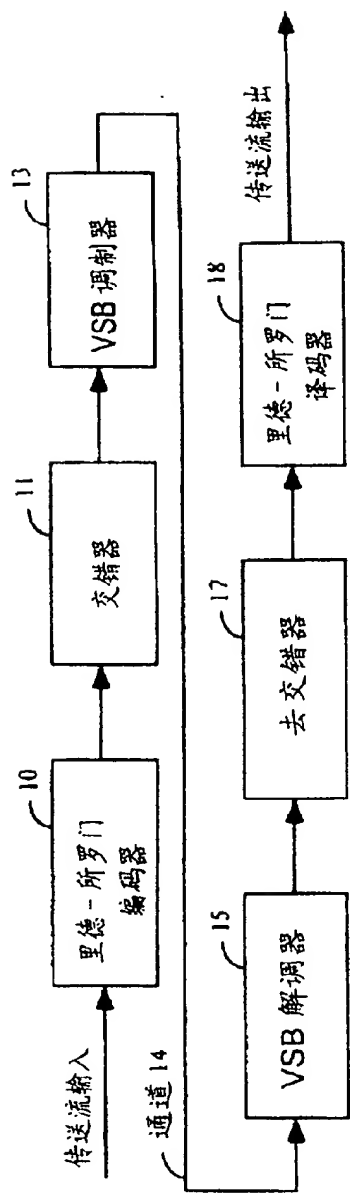 传送流输入
10
里德-所罗门
编码器
11
交错器
13
VSB 调制器
通道 14
15
VSB 解调器
17
去交错器
18
里德-所罗门
译码器
传送流输出